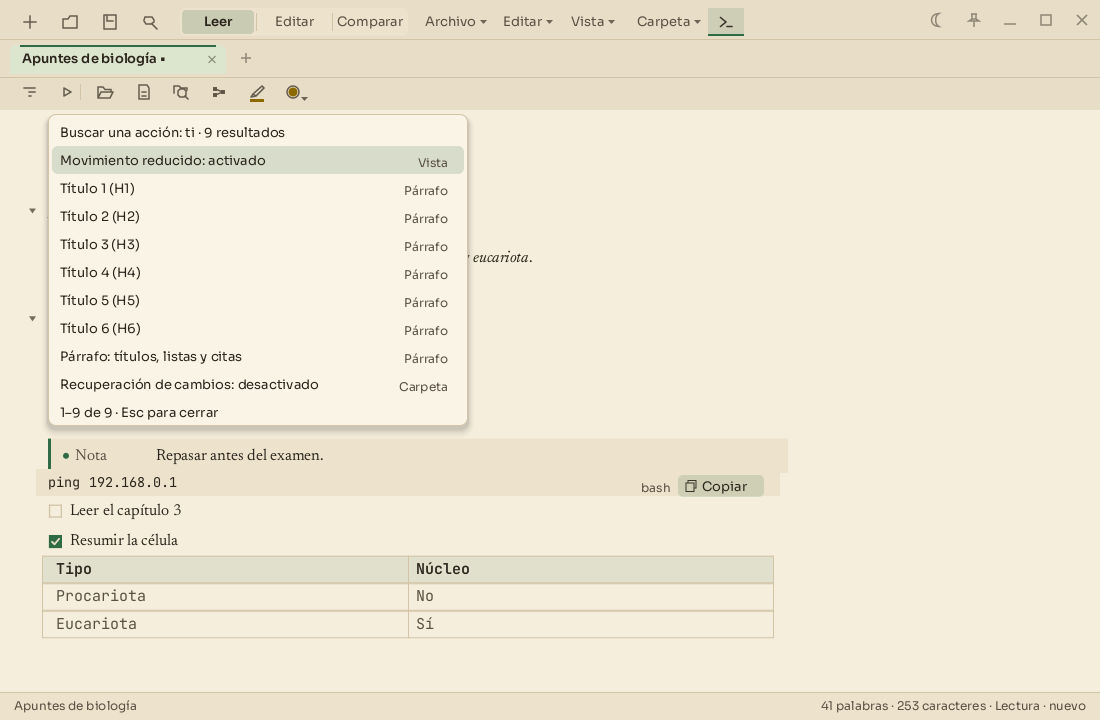 Leer Editar Comparar Archivo Editar Vista Carpeta
Apuntes de biología •
Buscar una acción: ti · 9 resultados
Movimiento reducido: activado Vista
Título 1 (H1) Párrafo
Título 2 (H2) Párrafo
Título 3 (H3) Párrafo
Título 4 (H4) Párrafo
Título 5 (H5) Párrafo
Título 6 (H6) Párrafo
Párrafo: títulos, listas y citas Párrafo
Recuperación de cambios: desactivado Carpeta
1–9 de 9 · Esc para cerrar
y eucariota.
Nota Repasar antes del examen.
ping 192.168.0.1 bash Copiar
Leer el capítulo 3
Resumir la célula
Tipo Núcleo
Procariota No
Eucariota Sí
Apuntes de biología 41 palabras · 253 caracteres · Lectura · nuevo